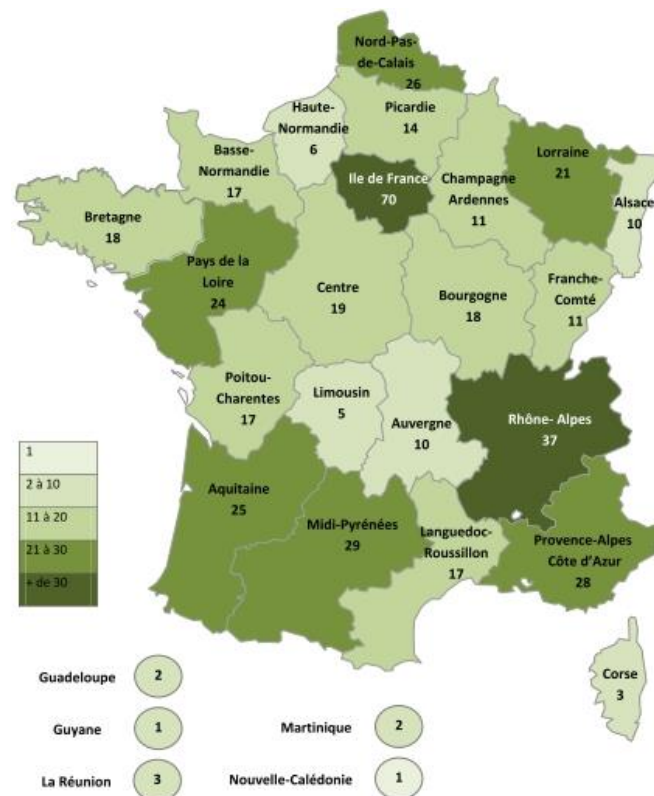 Nord-Pas-
de-Calais
26
Haute-
Normandie
6
Picardie
14
Basse-
Normandie
17
Ile de France
70
Champagne
Ardennes
11
Lorraine
21
Alsace
10
Bretagne
18
Pays de la
Loire
24
Centre
19
Bourgogne
18
Franche-
Comté
11
Poitou-
Charentes
17
Limousin
5
Auvergne
10
Rhône- Alpes
37
1
2 à 10
11 à 20
21 à 30
+ de 30
Aquitaine
25
Midi-Pyrénées
29
Languedoc-
Roussillon
17
Provence-Alpes
Côte d’Azur
28
Corse
3
Guadeloupe 2
Guyane 1
Martinique 2
La Réunion 3
Nouvelle-Calédonie 1